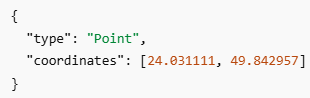 {
  "type": "Point",
  "coordinates": [24.031111, 49.842957]
}